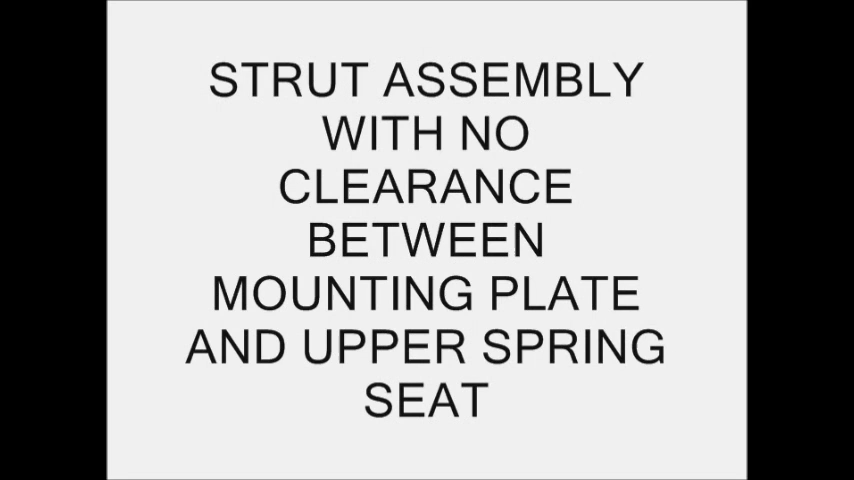 STRUT ASSEMBLY
WITH NO
CLEARANCE
BETWEEN
MOUNTING PLATE
AND UPPER SPRING
SEAT